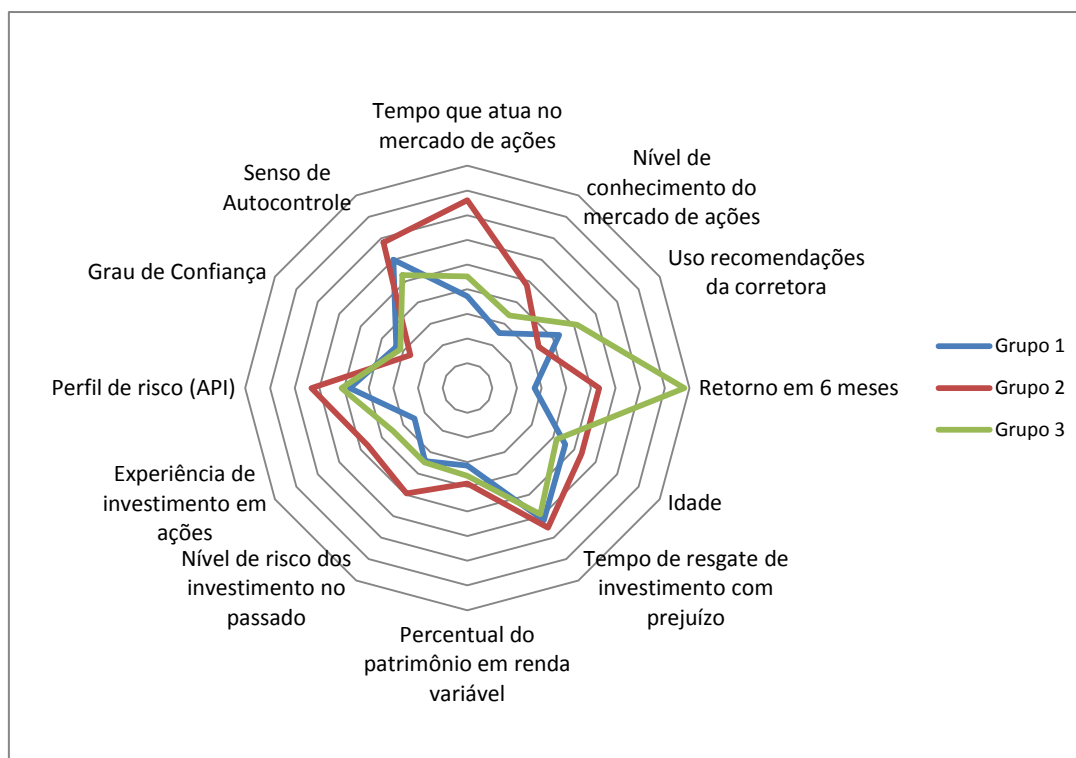 Tempo que atua no
mercado de ações
Nível de
conhecimento do
mercado de ações
Uso recomendações
da corretora
Retorno em 6 meses
Idade
Tempo de resgate de
investimento com
prejuízo
Percentual do
patrimônio em renda
variável
Nível de risco dos
investimento no
passado
Experiência de
investimento em
ações
Perfil de risco (API)
Grau de Confiança
Senso de
Autocontrole
Grupo 1
Grupo 2
Grupo 3